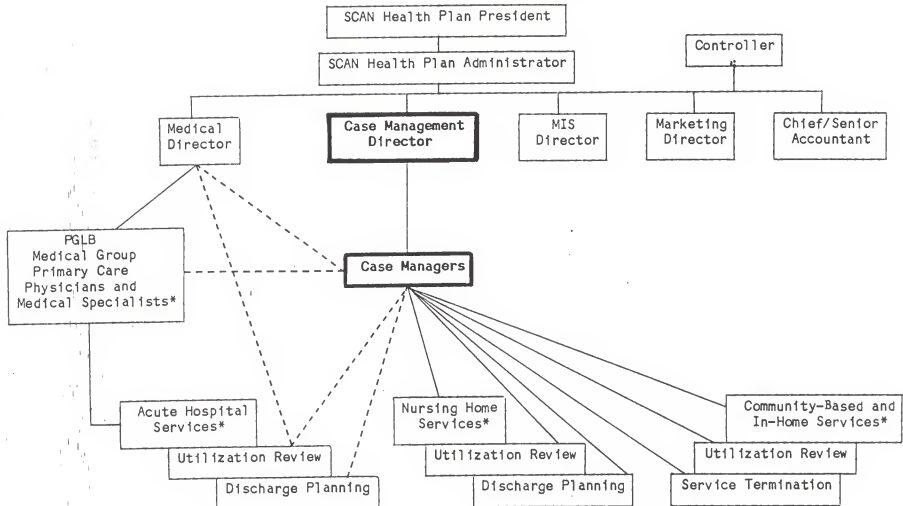 SCAN Health Plan President
Controller
SCAN Health Plan Administrator
Medical
Director
Case Management
Director
MIS
Director
Marketing
Director
Chief/Senior
Accountant
PGLB
Medical Group
Primary Care
Physicians and
Medical Specialists*
Case Managers
Acute Hospital
Services*
Utilization Review
Discharge Planning
Nursing Home
Services*
Utilization Review
Discharge Planning
Community-Based and
In-Home Services*
Utilization Review
Service Termination